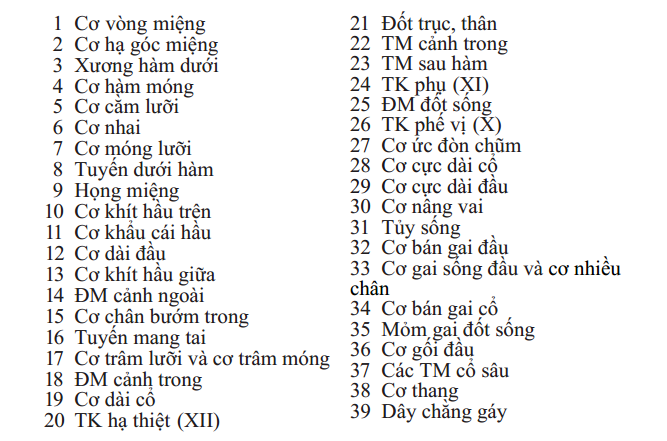 1 Cơ vòng miệng
2 Cơ hạ góc miệng
3 Xương hàm dưới
4 Cơ hàm móng
5 Cơ cằm lưỡi
6 Cơ nhai
7 Cơ móng lưỡi
8 Tuyến dưới hàm
9 Họng miệng
10 Cơ khít hầu trên
11 Cơ khẩu cái hầu
12 Cơ dài đầu
13 Cơ khít hầu giữa
14 ĐM cảnh ngoài
15 Cơ chân bướm trong
16 Tuyến mang tai
17 Cơ trâm lưỡi và cơ trâm móng
18 ĐM cảnh trong
19 Cơ dài cổ
20 TK hạ thiệt (XII)
21 Đốt trục, thân
22 TM cảnh trong
23 TM sau hàm
24 TK phụ (XI)
25 ĐM đốt sống
26 TK phế vị (X)
27 Cơ ức đòn chũm
28 Cơ cực dài cổ
29 Cơ cực dài đầu
30 Cơ nâng vai
31 Tủy sống
32 Cơ bán gai đầu
33 Cơ gai sống đầu và cơ nhiều
chân
34 Cơ bán gai cổ
35 Mỏm gai đốt sống
36 Cơ gối đầu
37 Các TM cổ sâu
38 Cơ thang
39 Dây chằng gáy